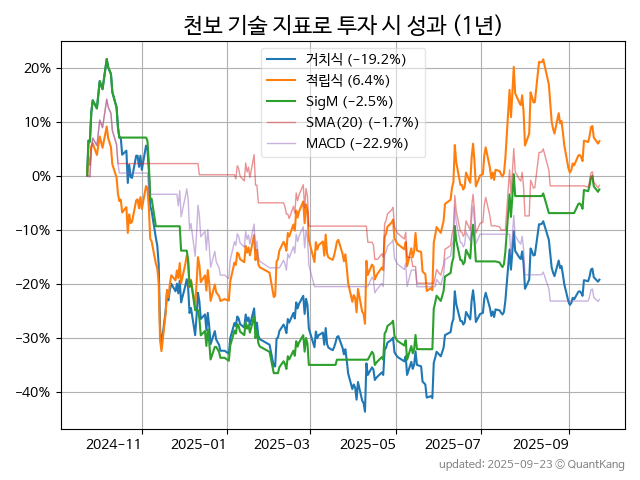 천보 기술 지표로 투자 시 성과 (1년)
거치식 (−19.2%)
적립식 (6.4%)
SigM (−2.5%)
SMA(20) (−1.7%)
MACD (−22.9%)
20%
10%
0%
−10%
−20%
−30%
−40%
2024-11 2025-01 2025-03 2025-05 2025-07 2025-09
updated: 2025-09-23 © QuantKang